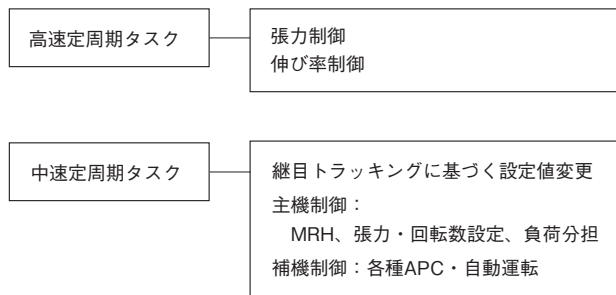 高速定周期タスク
張力制御
伸び率制御
中速定周期タスク
継目トラッキングに基づく設定値変更
主機制御：
MRH、張力・回転数設定、負荷分担
補機制御：各種APC・自動運転